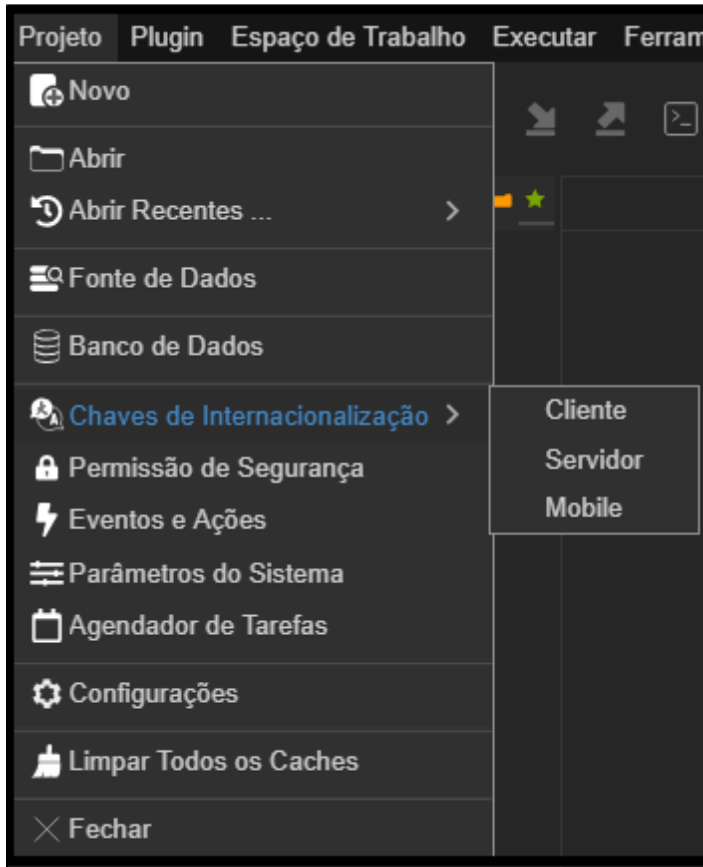 Projeto Plugin Espaço de Trabalho Executar Ferram
Novo
Abrir
Abrir Recentes ...
Fonte de Dados
Banco de Dados
Chaves de Internacionalização
Cliente
Servidor
Mobile
Permissão de Segurança
Eventos e Ações
Parâmetros do Sistema
Agendador de Tarefas
Configurações
Limpar Todos os Caches
Fechar